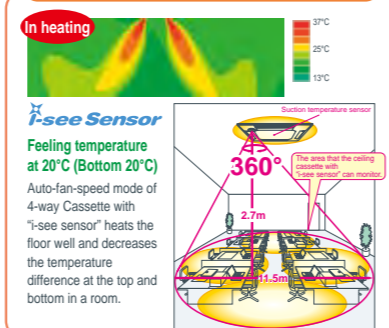 In heating
37°C
25°C
13°C
i-see Sensor
Feeling temperature
at 20°C (Bottom 20°C)
Auto-fan-speed mode of
4-way Cassette with
"i-see sensor" heats the
floor well and decreases
the temperature
difference at the top and
bottom in a room.
Suction temperature sensor
360°
The area that the ceiling
cassette with
"i-see sensor" can monitor.
2.7m
11.5m